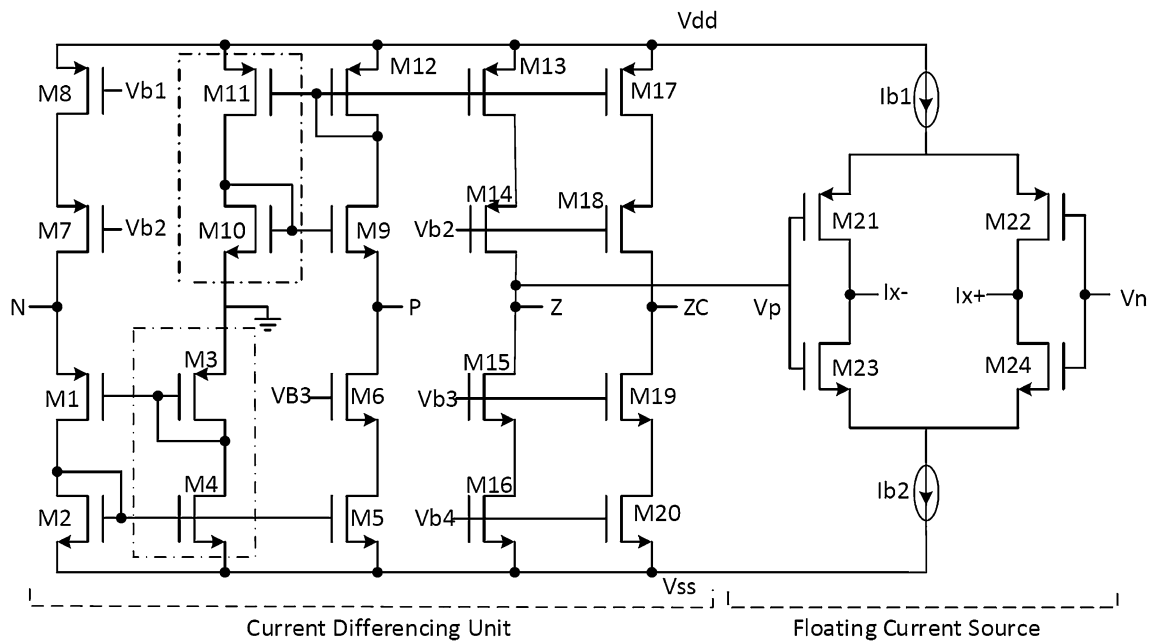 Vdd
M8
Vb1
M11
M12
M13
M17
Ib1
M7
Vb2
M10
M9
Vb2
M14
M18
M21
M22
N
P
Z
ZC
Vp
Ix-
Ix+
Vn
M1
M3
VB3
M6
M15
Vb3
M19
M23
M24
M2
M4
M5
M16
Vb4
M20
Ib2
Vss
Current Differencing Unit
Floating Current Source